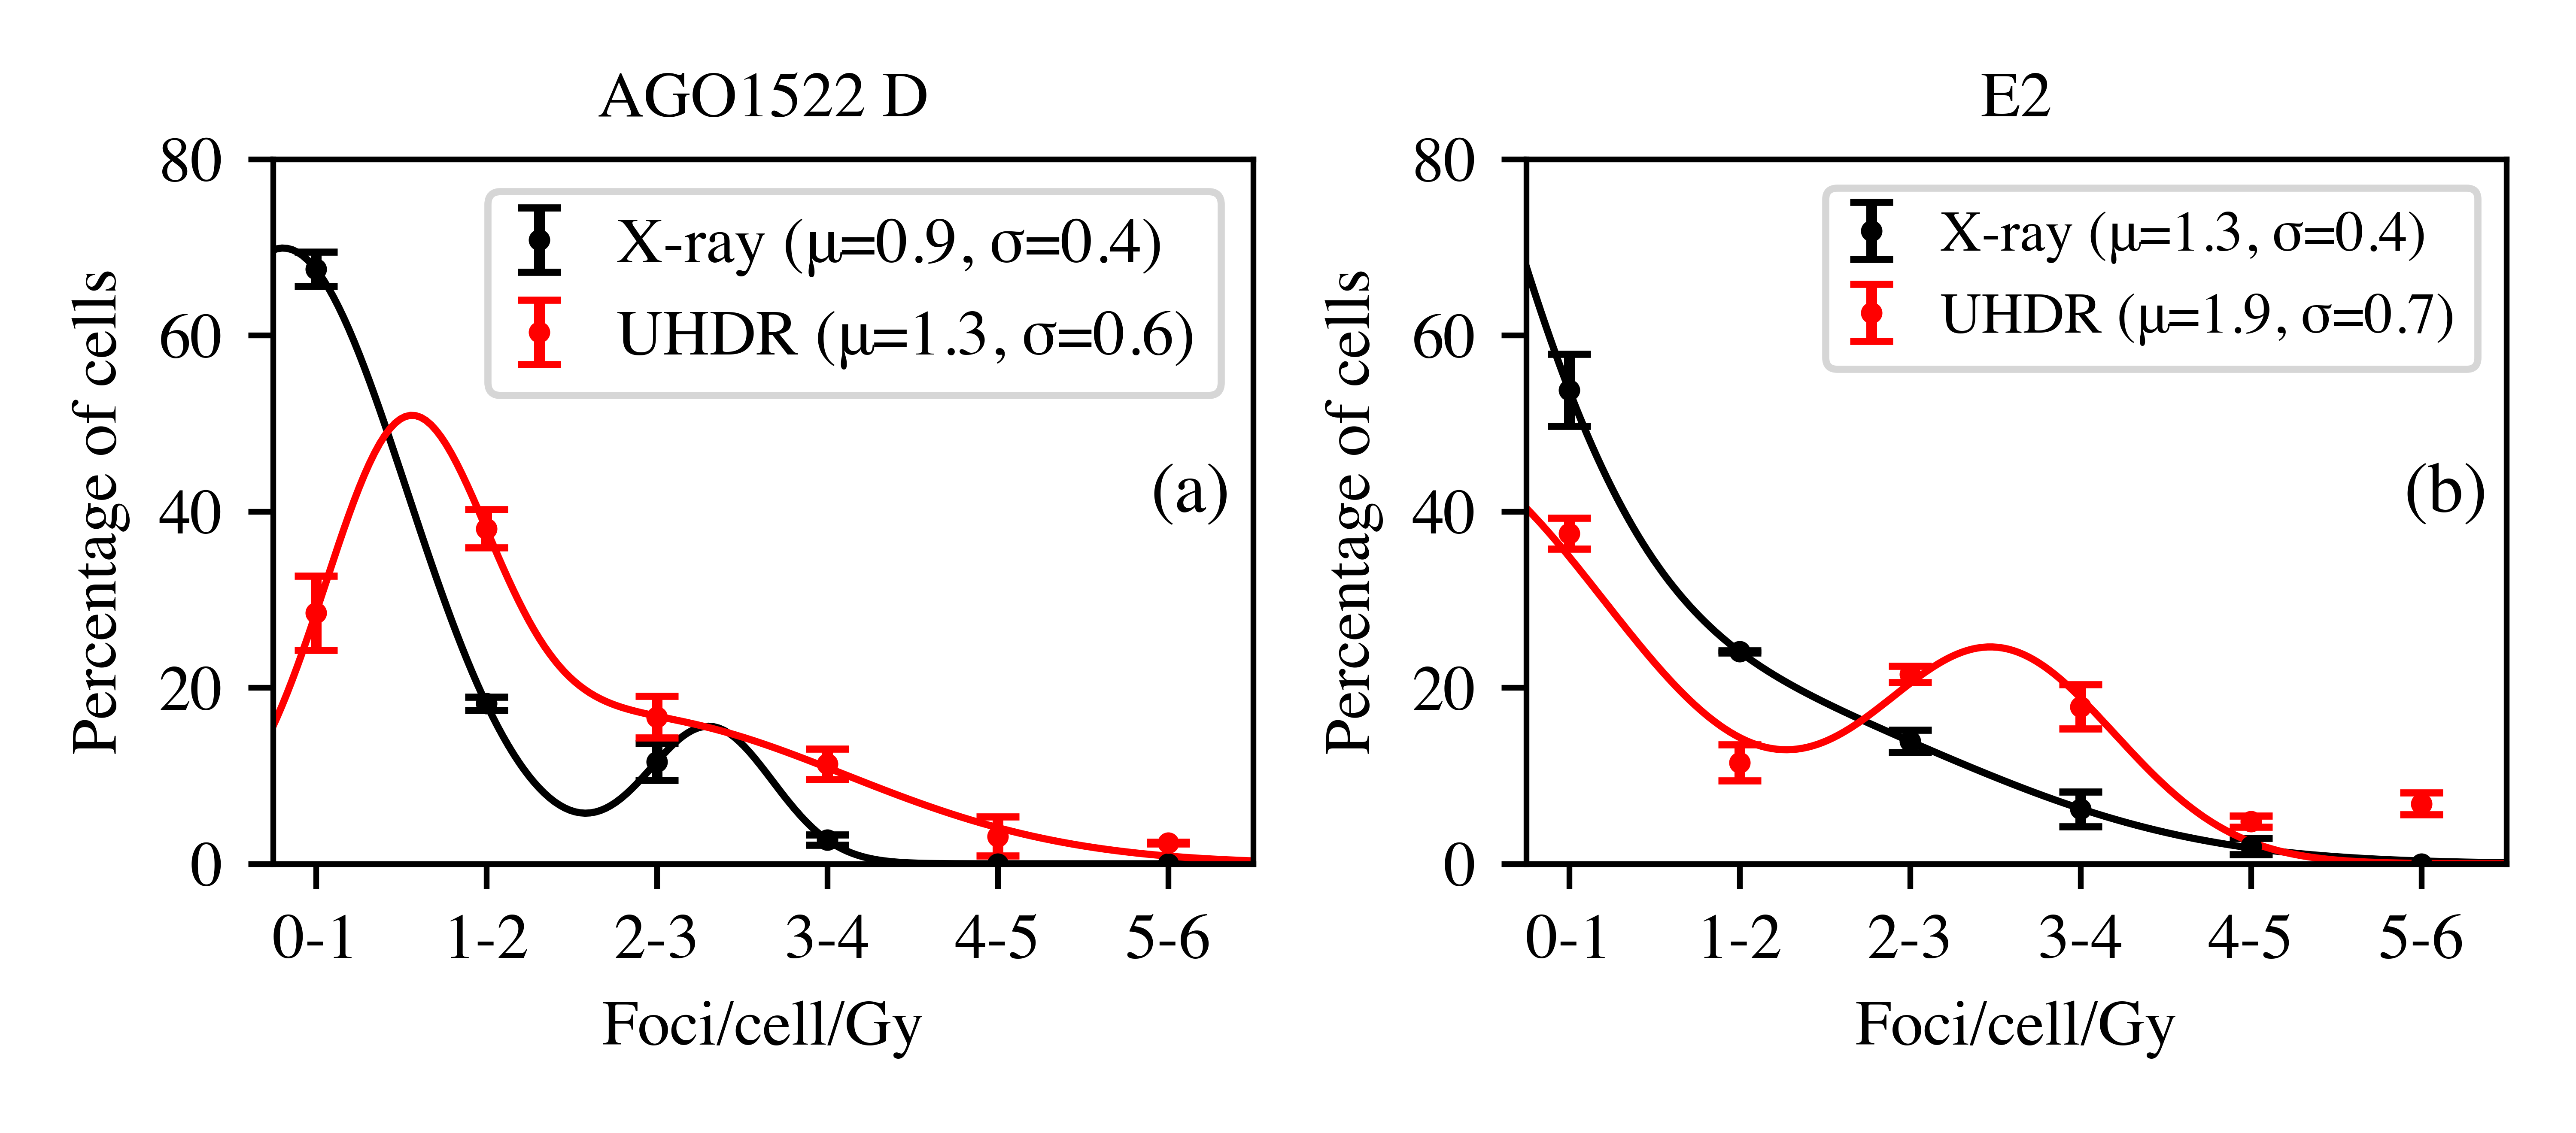 AGO1522 D
80
60
40
20
0
Percentage of cells
X-ray (μ=0.9, σ=0.4)
UHDR (μ=1.3, σ=0.6)
(a)
0-1 1-2 2-3 3-4 4-5 5-6
Foci/cell/Gy
E2
80
60
40
20
0
Percentage of cells
X-ray (μ=1.3, σ=0.4)
UHDR (μ=1.9, σ=0.7)
(b)
0-1 1-2 2-3 3-4 4-5 5-6
Foci/cell/Gy